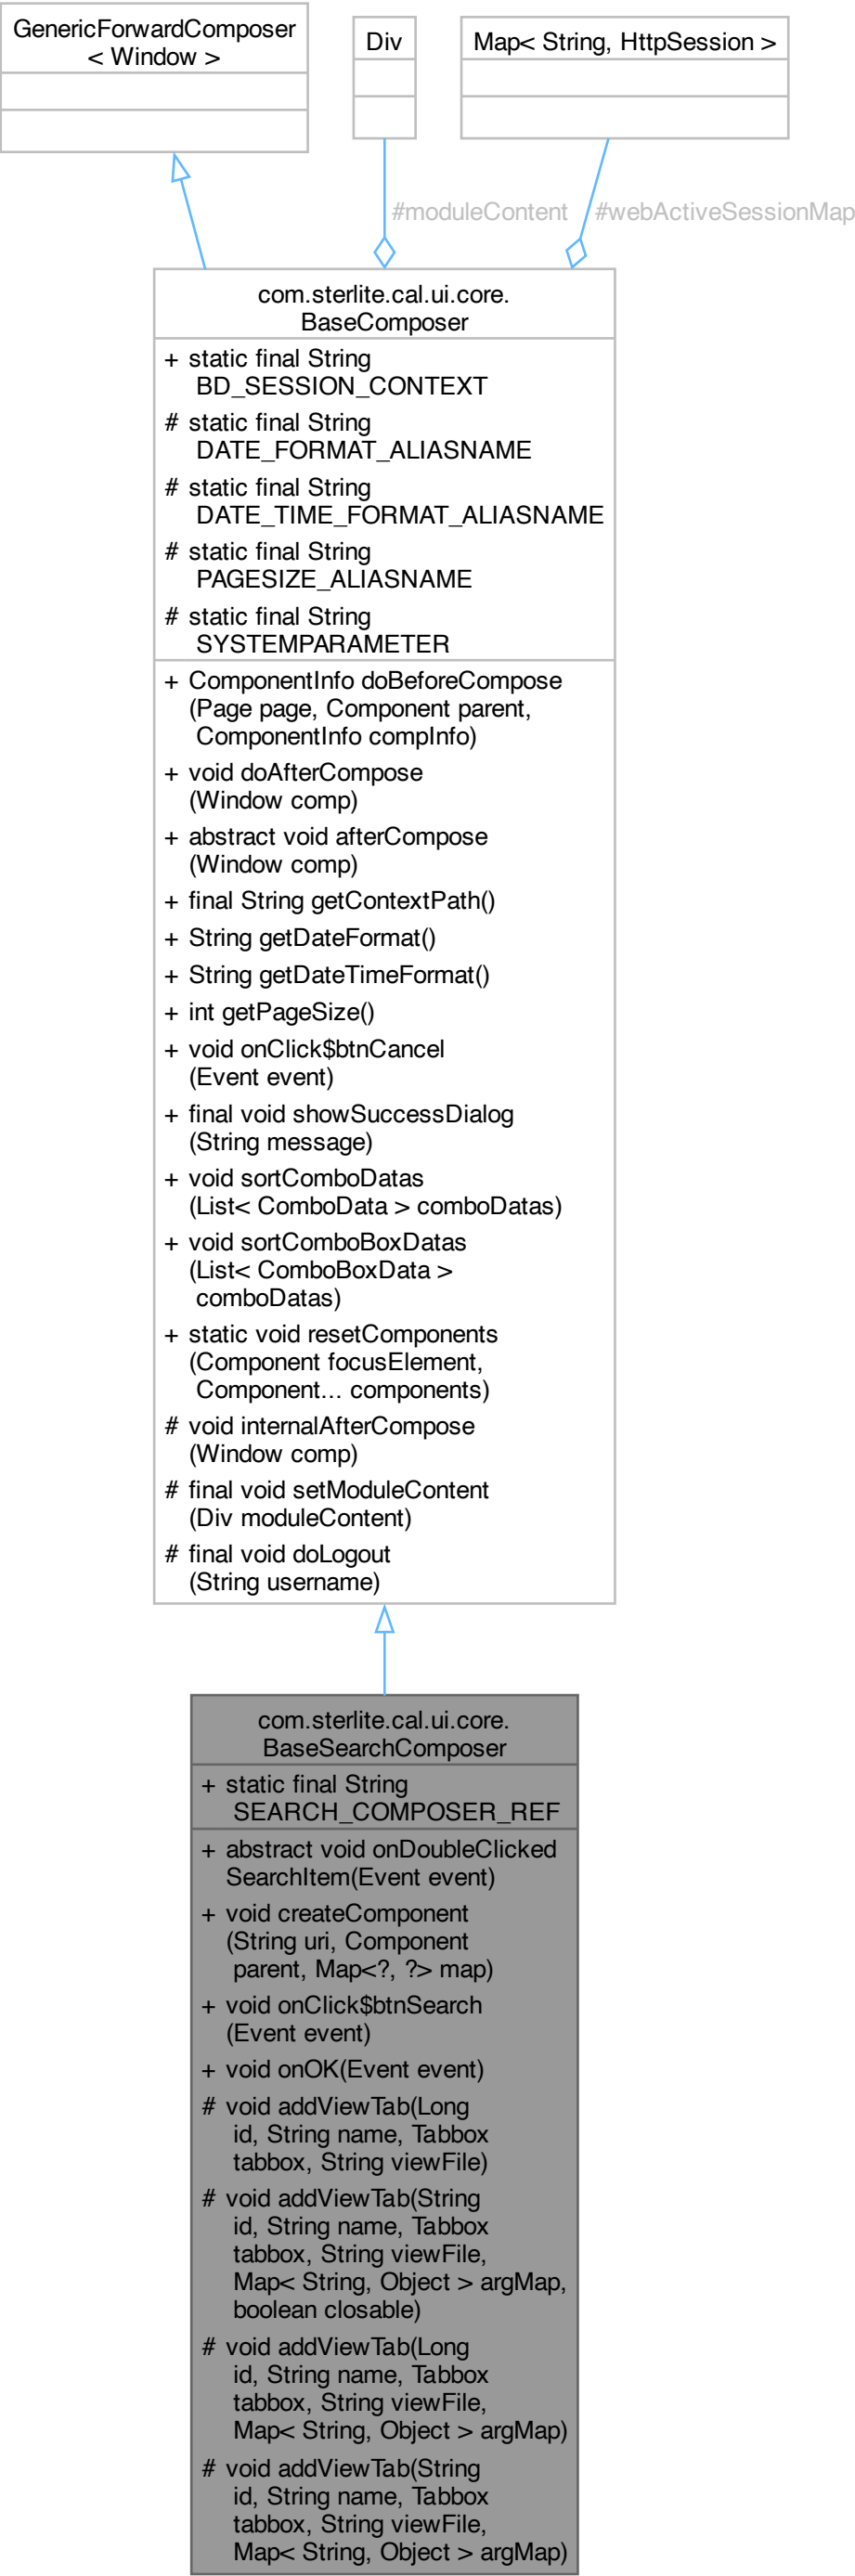 GenericForwardComposer
< Window >
Div
Map< String, HttpSession >
#moduleContent
#webActiveSessionMap
com.sterlite.cal.ui.core.
BaseComposer
+ static final String
BD_SESSION_CONTEXT
# static final String
DATE_FORMAT_ALIASNAME
# static final String
DATE_TIME_FORMAT_ALIASNAME
# static final String
PAGESIZE_ALIASNAME
# static final String
SYSTEMPARAMETER
+ ComponentInfo doBeforeCompose
(Page page, Component parent,
ComponentInfo compInfo)
+ void doAfterCompose
(Window comp)
+ abstract void afterCompose
(Window comp)
+ final String getContextPath()
+ String getDateFormat()
+ String getDateTimeFormat()
+ int getPageSize()
+ void onClick$btnCancel
(Event event)
+ final void showSuccessDialog
(String message)
+ void sortComboDatas
(List< ComboData > comboDatas)
+ void sortComboBoxDatas
(List< ComboBoxData >
comboDatas)
+ static void resetComponents
(Component focusElement,
Component... components)
# void internalAfterCompose
(Window comp)
# final void setModuleContent
(Div moduleContent)
# final void doLogout
(String username)
com.sterlite.cal.ui.core.
BaseSearchComposer
+ static final String
SEARCH_COMPOSER_REF
+ abstract void onDoubleClicked
SearchItem(Event event)
+ void createComponent
(String uri, Component
parent, Map<?, ?> map)
+ void onClick$btnSearch
(Event event)
+ void onOK(Event event)
# void addViewTab(Long
id, String name, Tabbox
tabbox, String viewFile)
# void addViewTab(String
id, String name, Tabbox
tabbox, String viewFile,
Map< String, Object > argMap,
boolean closable)
# void addViewTab(Long
id, String name, Tabbox
tabbox, String viewFile,
Map< String, Object > argMap)
# void addViewTab(String
id, String name, Tabbox
tabbox, String viewFile,
Map< String, Object > argMap)